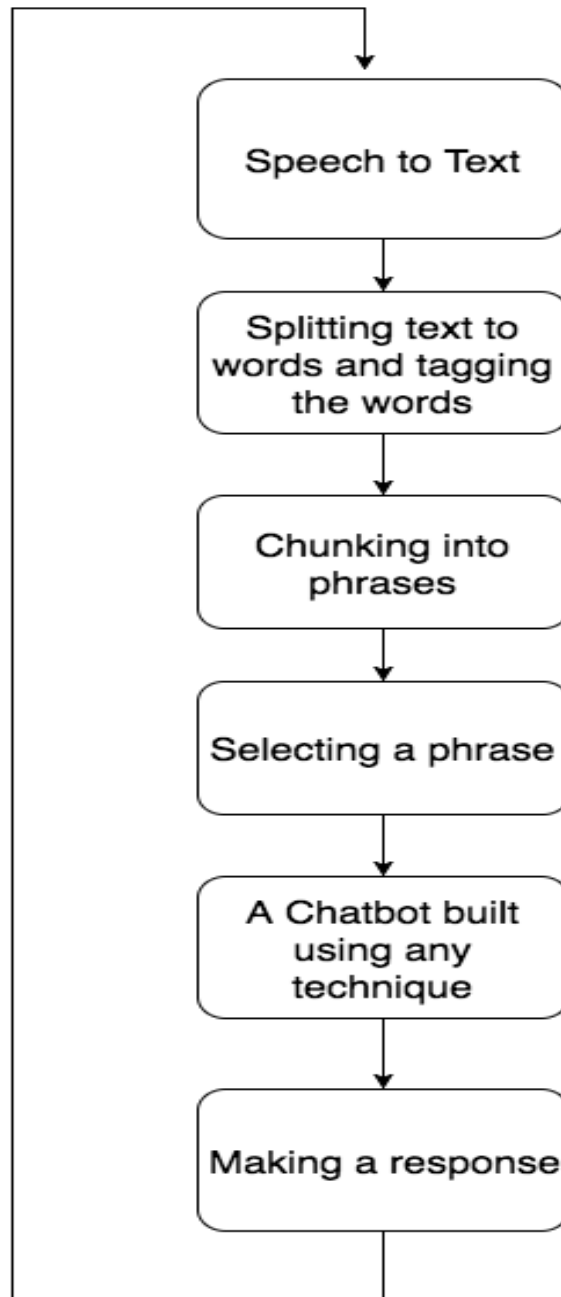 Speech to Text
Splitting text to
words and tagging
the words
Chunking into
phrases
Selecting a phrase
A Chatbot built
using any
technique
Making a response